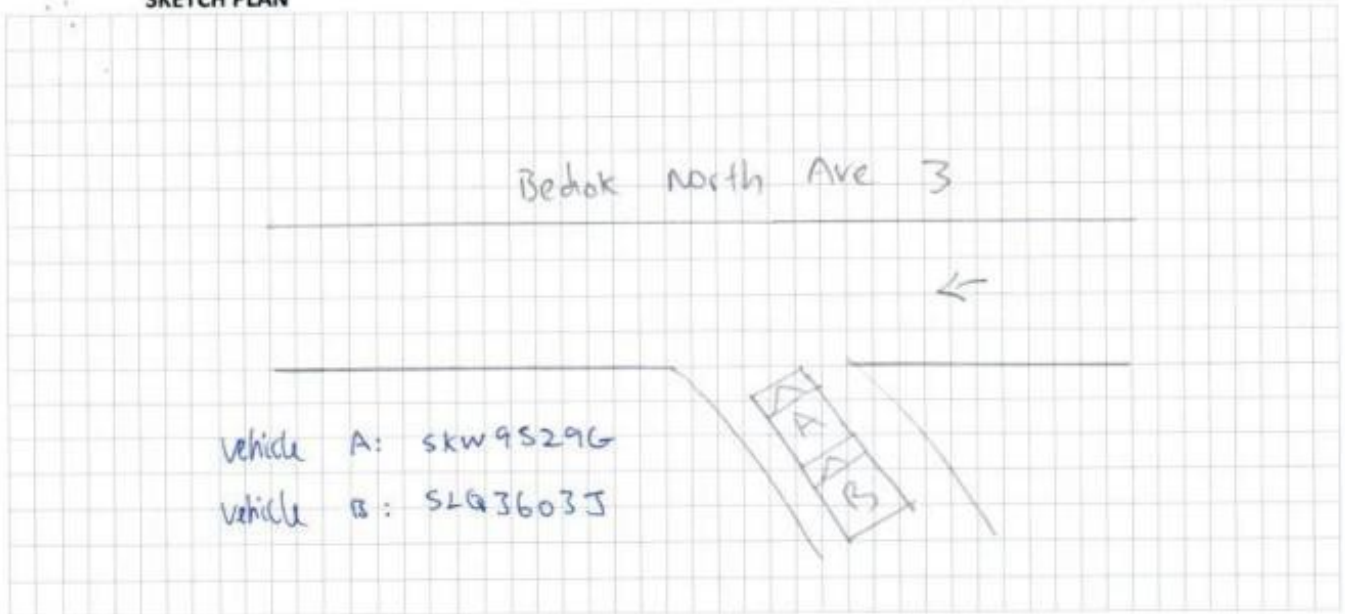 SKETCH PLAN
Bedok North Ave 3
vehicle A: SKW9529G
A
vehicle B: SLQ3603J
B